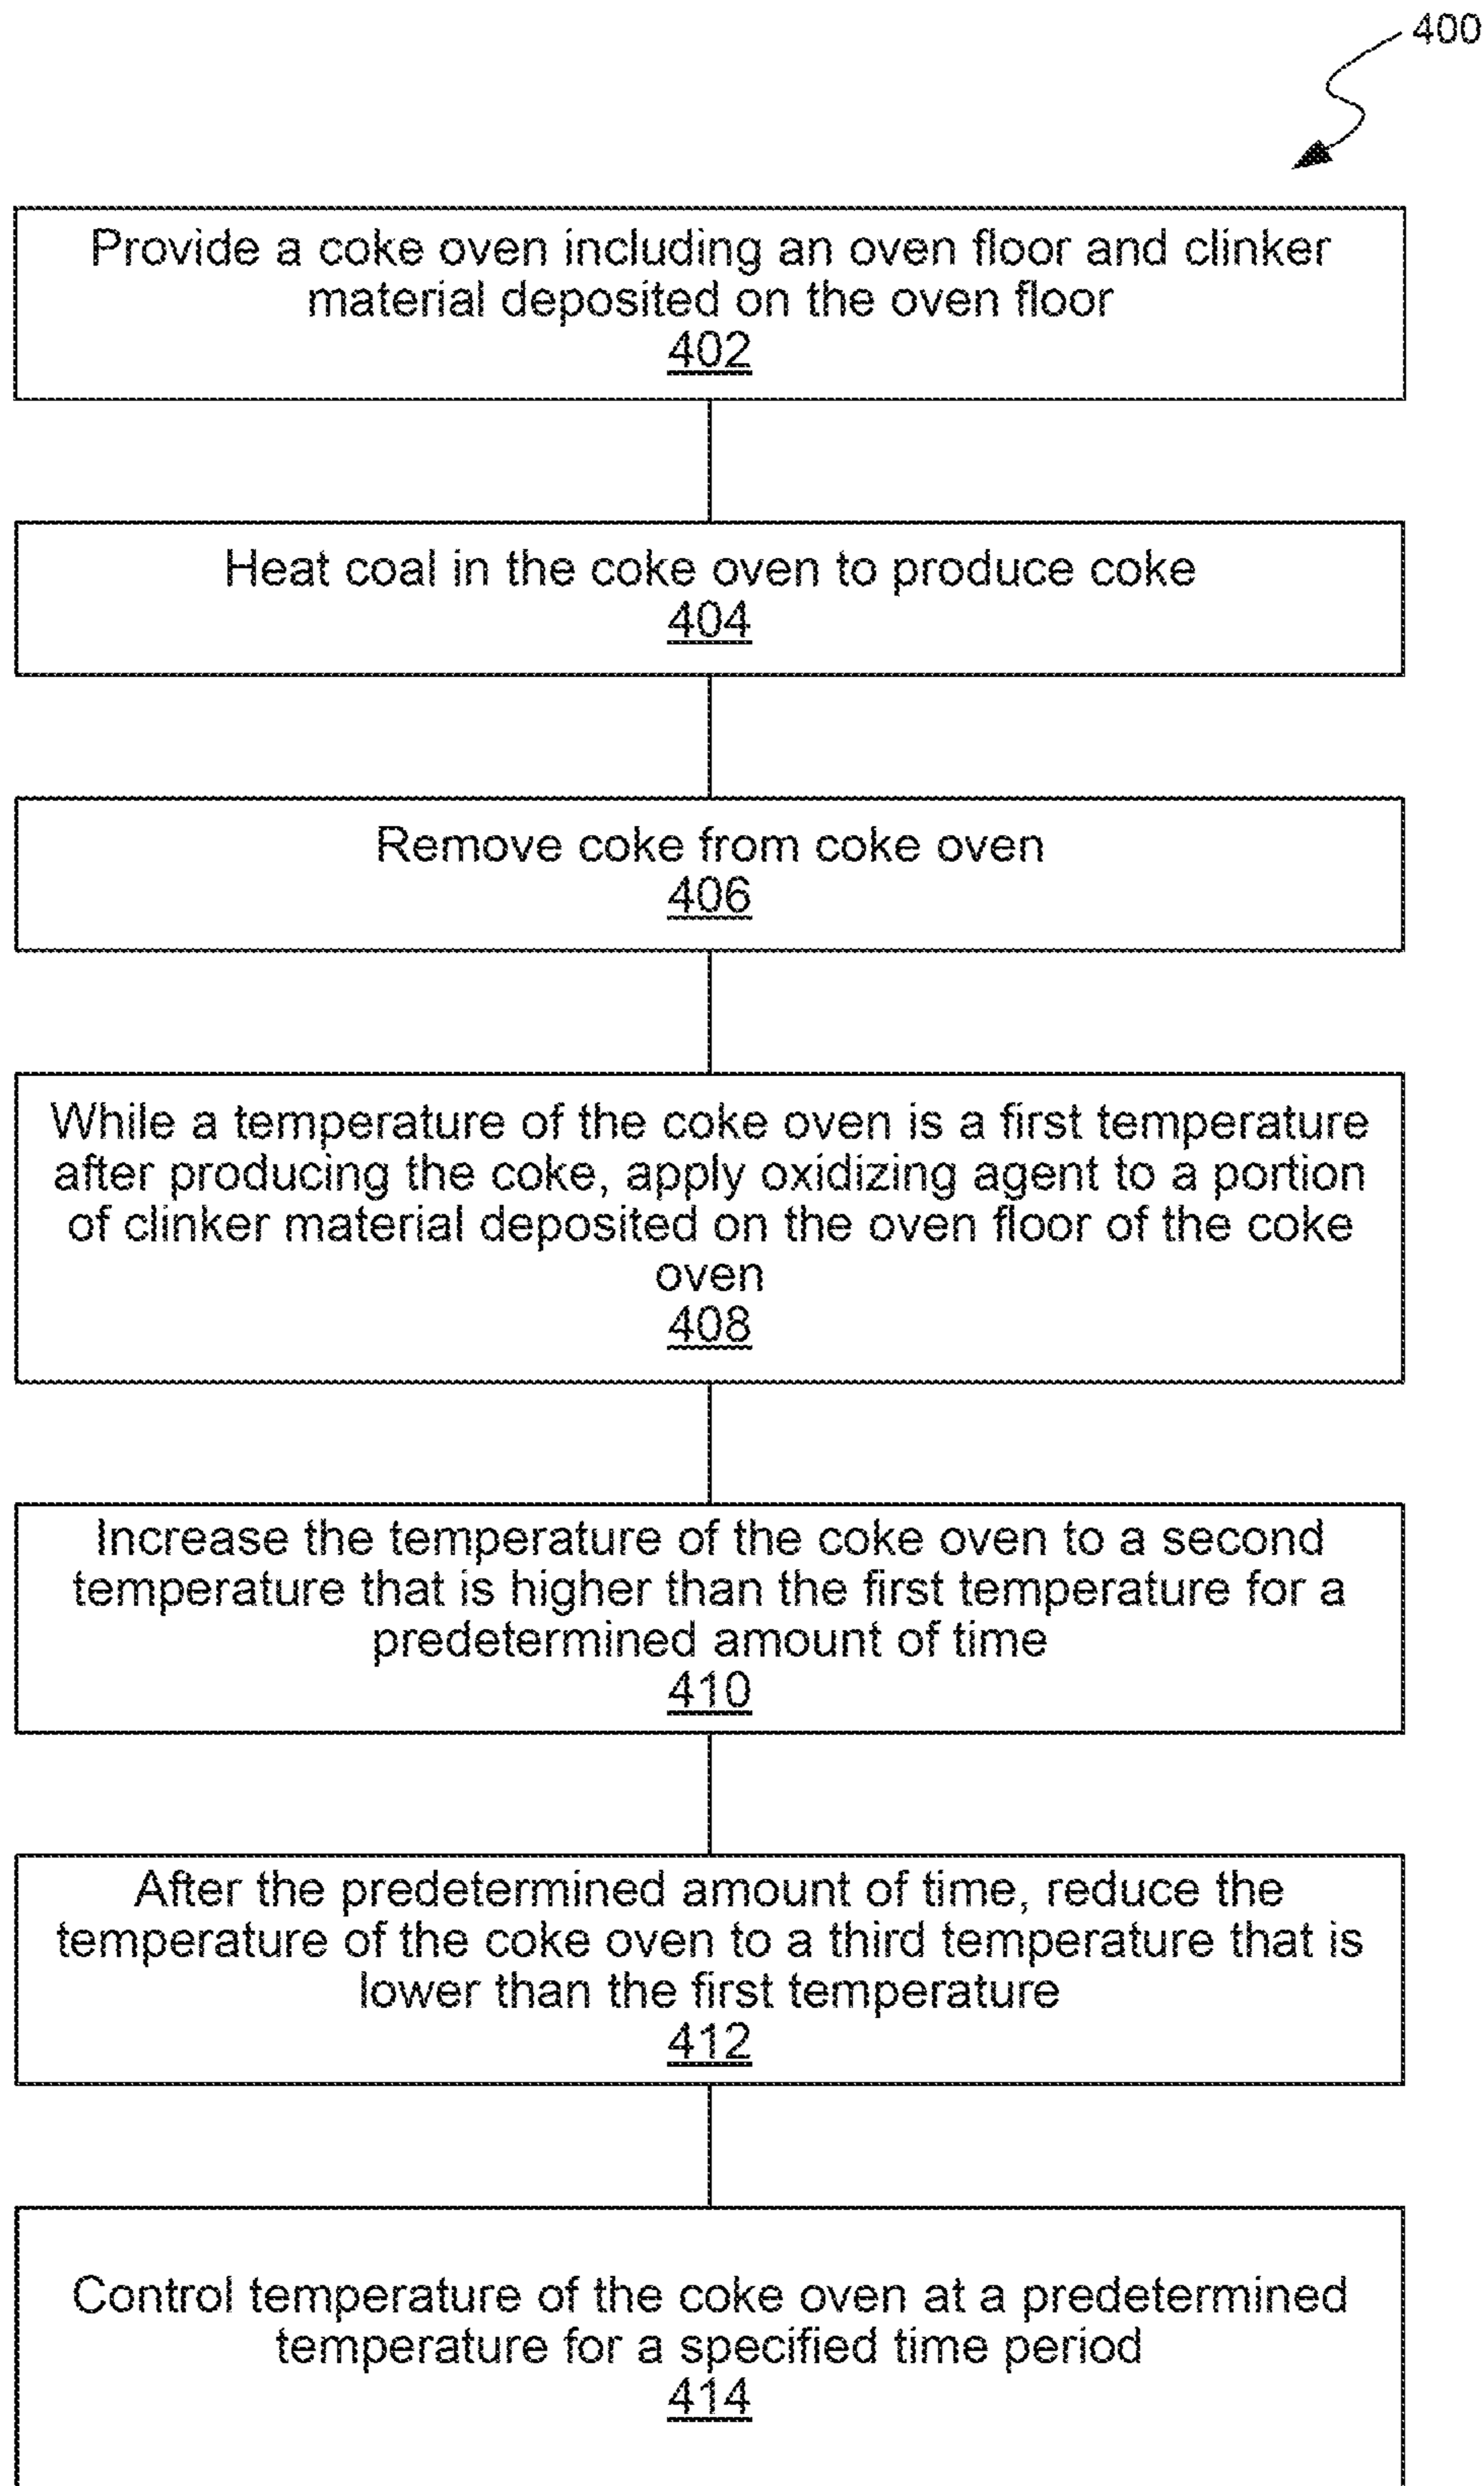 400
Provide a coke oven including an oven floor and clinker
material deposited on the oven floor
402
Heat coal in the coke oven to produce coke
404
Remove coke from coke oven
406
While a temperature of the coke oven is a first temperature
after producing the coke, apply oxidizing agent to a portion
of clinker material deposited on the oven floor of the coke
oven
408
Increase the temperature of the coke oven to a second
temperature that is higher than the first temperature for a
predetermined amount of time
410
After the predetermined amount of time, reduce the
temperature of the coke oven to a third temperature that is
lower than the first temperature
412
Control temperature of the coke oven at a predetermined
temperature for a specified time period
414